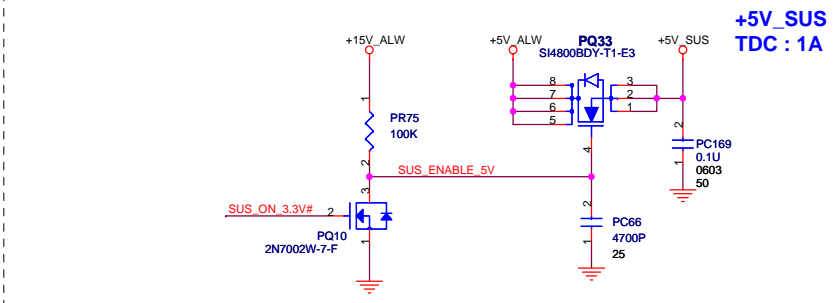 +5V_SUS
TDC : 1A
+15V_ALW
+5V_ALW
PQ33
SI4800BDY-T1-E3
+5V_SUS
8
7
6
5
3
2
1
4
1
PR75
100K
2
2
PC169
0.1U
0603
50
1
SUS_ENABLE_5V
3
SUS_ON_3.3V#
2
PQ10
2N7002W-7-F
1
2
PC66
4700P
25
1